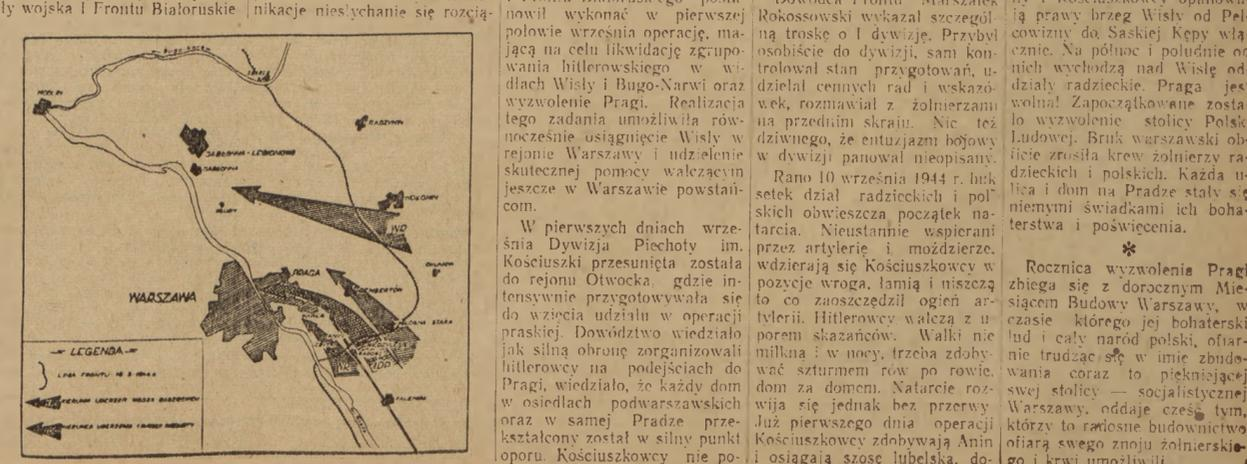 ły wojska I Frontu Białoruskie
nikacje niesłychanie się rozcią-
MODLIN
RADZYMIN
JABŁONNA-LEGIONOWO
JABŁONNA
WOŁOMIN
PRAGA
REMBERTÓW
WARSZAWA
LEGENDA
nowił wykonać w pierwszej
połowie września operację, ma-
jącą na celu likwidację zgrupo-
wania hitlerowskiego w wi-
dłach Wisły i Bugo-Narwi oraz
wyzwolenie Pragi. Realizacja
tego zadania umożliwiła rów-
nocześnie osiągnięcie Wisły w
rejonie Warszawy i udzielenie
skutecznej pomocy walczącym
jeszcze w Warszawie powstań-
com.
W pierwszych dniach wrze-
śnia Dywizja Piechoty im.
Kościuszki przesunięta została
do rejonu Otwocka, gdzie in-
tensywnie przygotowywała się
do wzięcia udziału w operacji
praskiej. Dowództwo wiedziało
jak silną obronę zorganizowali
hitlerowcy na podejściach do
Pragi, wiedziało, że każdy dom
w osiedlach podwarszawskich
oraz w samej Pradze prze-
kształcony został w silny punkt
oporu. Kościuszkowcy nie po-
Dowódca Frontu Marszałek
Rokossowski wykazał szczegól-
ną troskę o I dywizję. Przybył
osobiście do dywizji, sam kon-
trolował stan przygotowań, u-
dzielał cennych rad i wskazó-
wek, rozmawiał z żołnierzami
na przednim skraju. Nic też
dziwnego, że entuzjazm bojowy
w dywizji panował nieopisany.
Rano 10 września 1944 r. huk
setek dział radzieckich i pol-
skich obwieszcza początek na-
tarcia. Nieustannie wspierani
przez artylerię i moździerze,
wdzierają się Kościuszkowcy w
pozycje wroga, łamią i niszczą
to co zaoszczędził ogień ar-
tylerii. Hitlerowcy walczą z u-
porem skazańców. Walki nie
milkną i w nocy, trzeba zdoby-
wać szturmem rów po rowie,
dom za domem. Natarcie roz-
wija się jednak bez przerwy
Już pierwszego dnia operacji
Kościuszkowcy zdobywają Anin
i osiągają szosę lubelską, do-
ią prawy brzeg Wisły od Pel
cowizny do Saskiej Kępy włą
cznie. Na północ i południe od
nich wychodzą nad Wisłę od
działy radzieckie. Praga jes
wolna! Zapoczątkowane zosta
ło wyzwolenie stolicy Polsk
Ludowej. Bruk warszawski ob
ficie zrosiła krew żołnierzy ra
dzieckich i polskich. Każda u-
lica i dom na Pradze stały się
niemymi świadkami ich boha-
terstwa i poświęcenia.
*
Rocznica wyzwolenia Pragi
zbiega się z dorocznym Mie-
siącem Budowy Warszawy, w
czasie którego jej bohaterski
lud i cały naród polski, ofiar-
nie trudząc się w imię zbudo-
wania coraz to piękniejszej
swej stolicy — socjalistycznej
Warszawy, oddaje cześć tym,
którzy to radosne budownictwo
ofiarą swego znoju żołnierskie-
go i krwi umożliwili.